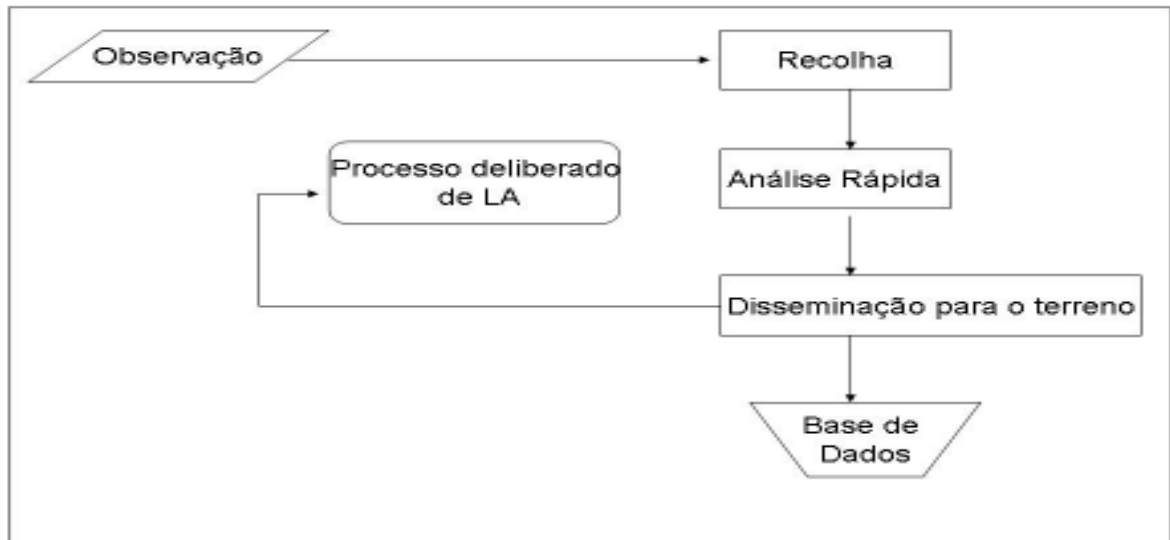 Observação
Recolha
Processo deliberado
de LA
Análise Rápida
Disseminação para o terreno
Base de
Dados